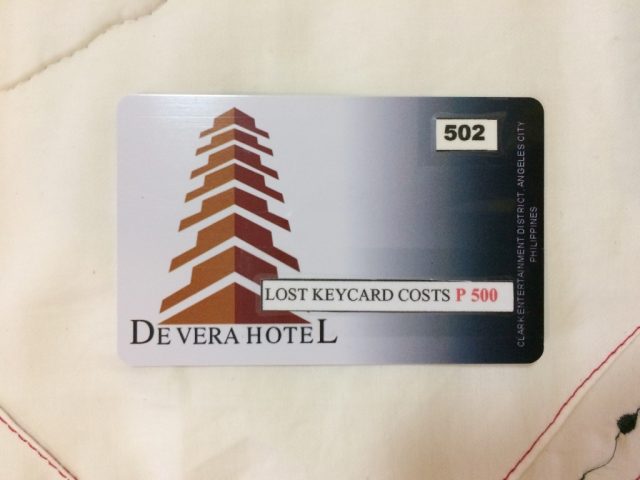 502
LOST KEYCARD COSTS P 500
DE VERA HOTEL
CLARK ENTERTAINMENT DISTRICT, ANGELES CITY
PHILIPPINES